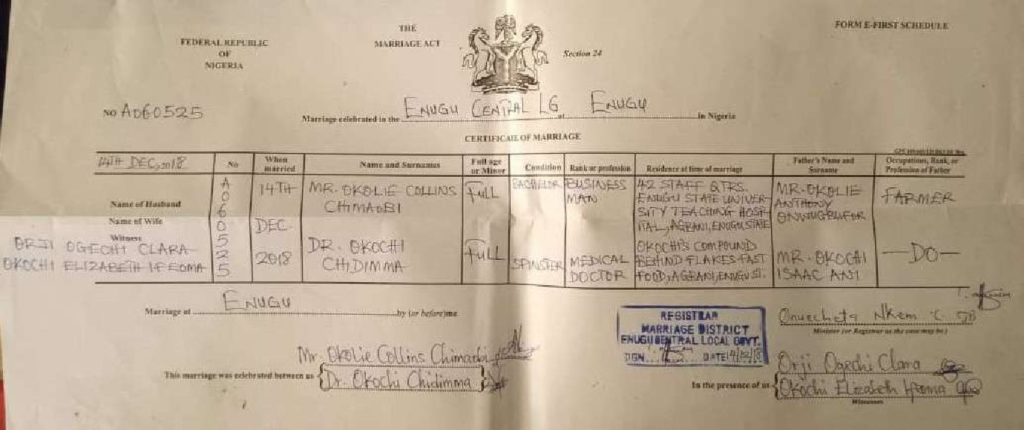 FEDERAL REPUBLIC
OF
NIGERIA
THE
MARRIAGE ACT
Section 24
FORM E-FIRST SCHEDULE
NO A060525
Marriage celebrated in the ENUGU CENTRAL LG at ENUGU in Nigeria
CERTIFICATE OF MARRIAGE
14TH DEC, 2018
No
When married
Name and Surnames
Full age or Minor
Condition
Rank or profession
Residence at time of marriage
Father's Name and Surname
Occupation, Rank, or Profession of Father
Name of Husband
Name of Wife
Witness
ORJI OGECHI CLARA
OKOCHI ELIZABETH IFEOMA
A060525
14TH
DEC
2018
MR. OKOLIE COLLINS
CHIMAOBI
FULL
BACHELOR
BUSINESS
MAN
42 STAFF QTRS.
ENUGU STATE UNIVER-
SITY TEACHING HOSP-
ITAL, AGBANI, ENUGU STATE
MR. OKOLIE
ANTHONY
FARMER
DR. OKOCHI
CHIDIMMA
FULL
SPINSTER
MEDICAL
DOCTOR
OKOCHI'S COMPOUND
BEHIND FLAKES FAST
FOOD, AGBANI, ENUGU ST.
MR. OKOCHI
ISAAC ANI
—DO—
Marriage at ENUGU by (or before) me
Onuecheta Nkem C.
Minister (or Registrar as the case may be)
REGISTRAR
MARRIAGE DISTRICT
ENUGU CENTRAL LOCAL GOVT.
SIGN DATE
This marriage was celebrated between us
Mr. Okolie Collins Chimaobi
Dr. Okochi Chidimma
In the presence of us
Orji Ogechi Clara
Okochi Elizabeth Ifeoma
Witnesses